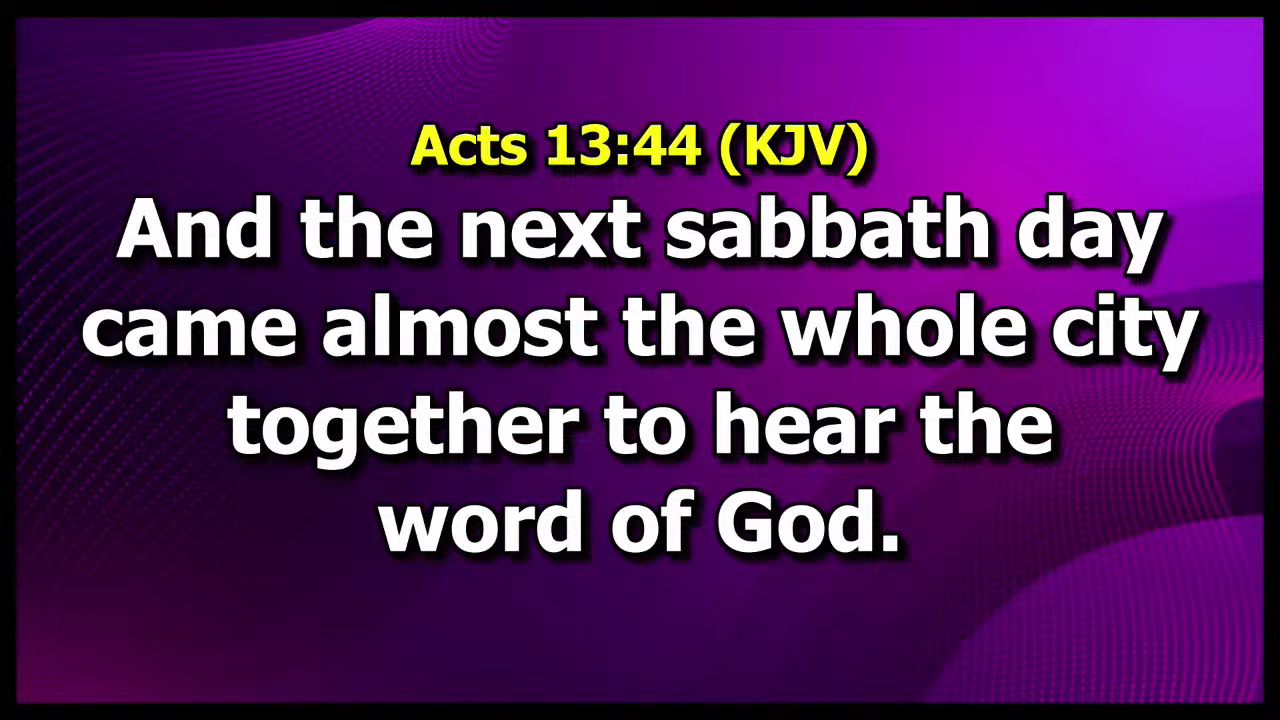 Acts 13:44 (KJV)
And the next sabbath day
came almost the whole city
together to hear the
word of God.